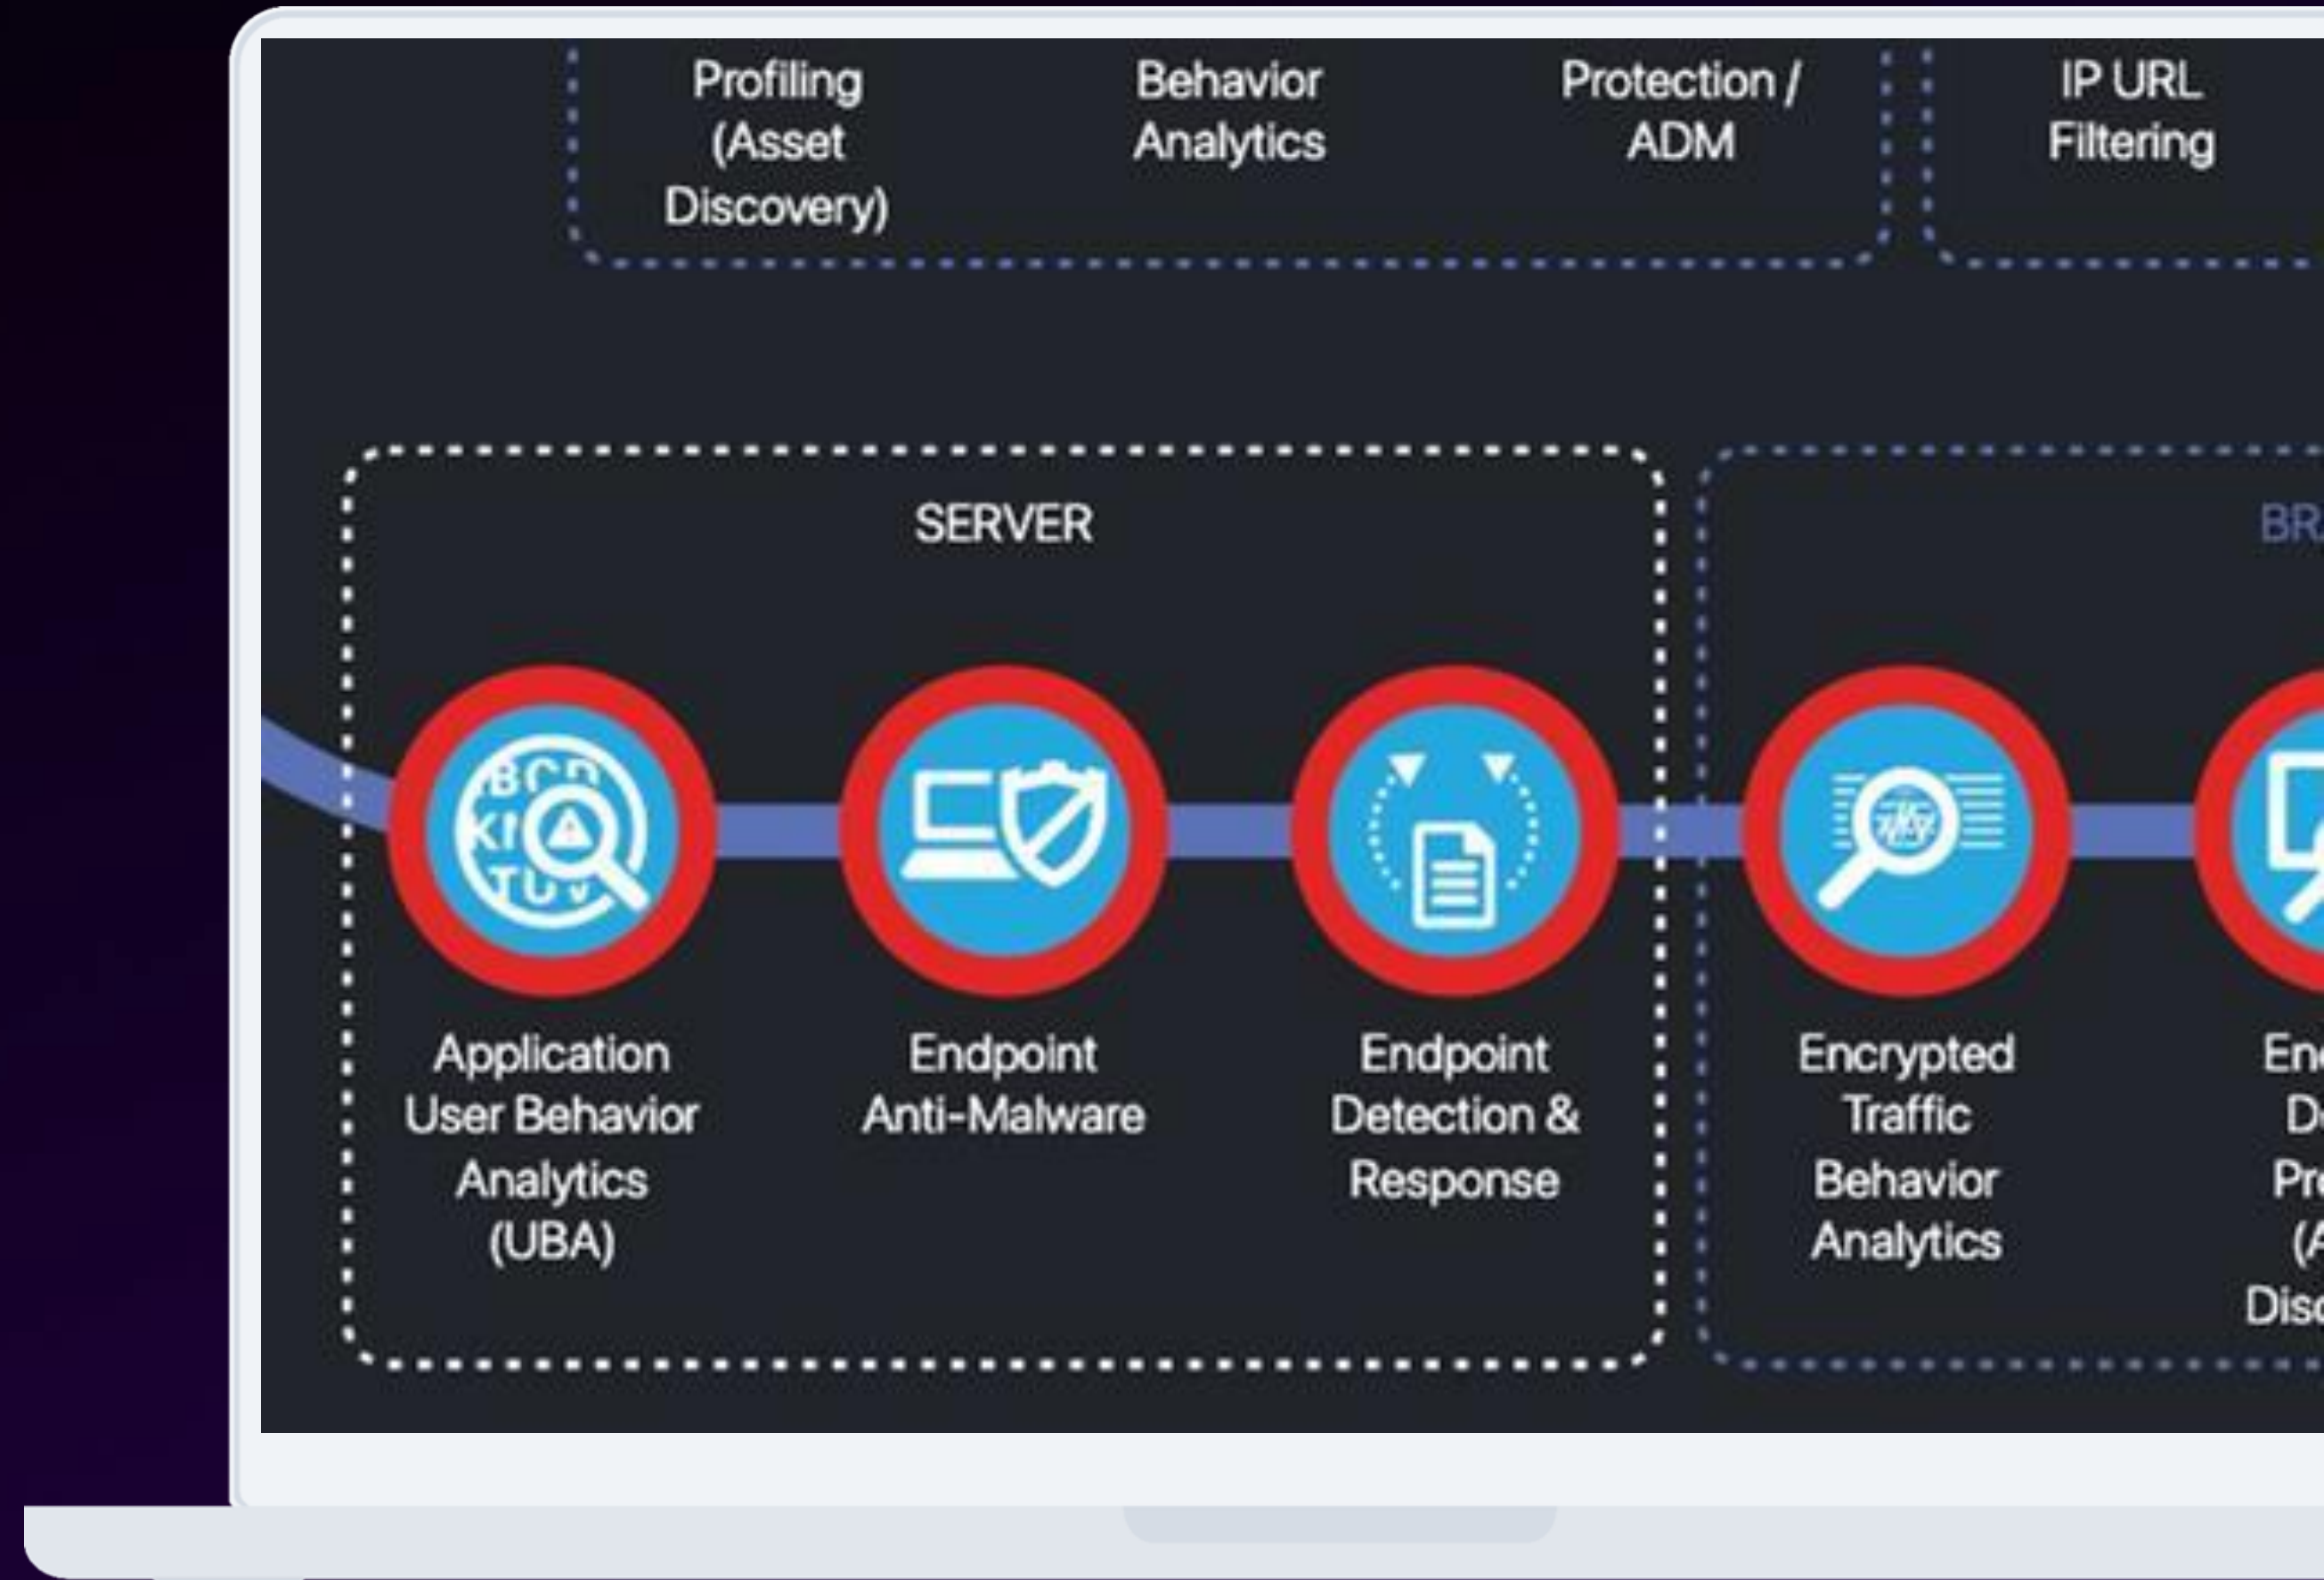 Profiling
(Asset
Discovery)
Behavior
Analytics
Protection /
ADM
IP URL
Filtering
SERVER
Application
User Behavior
Analytics
(UBA)
Endpoint
Anti-Malware
Endpoint
Detection &
Response
Encrypted
Traffic
Behavior
Analytics